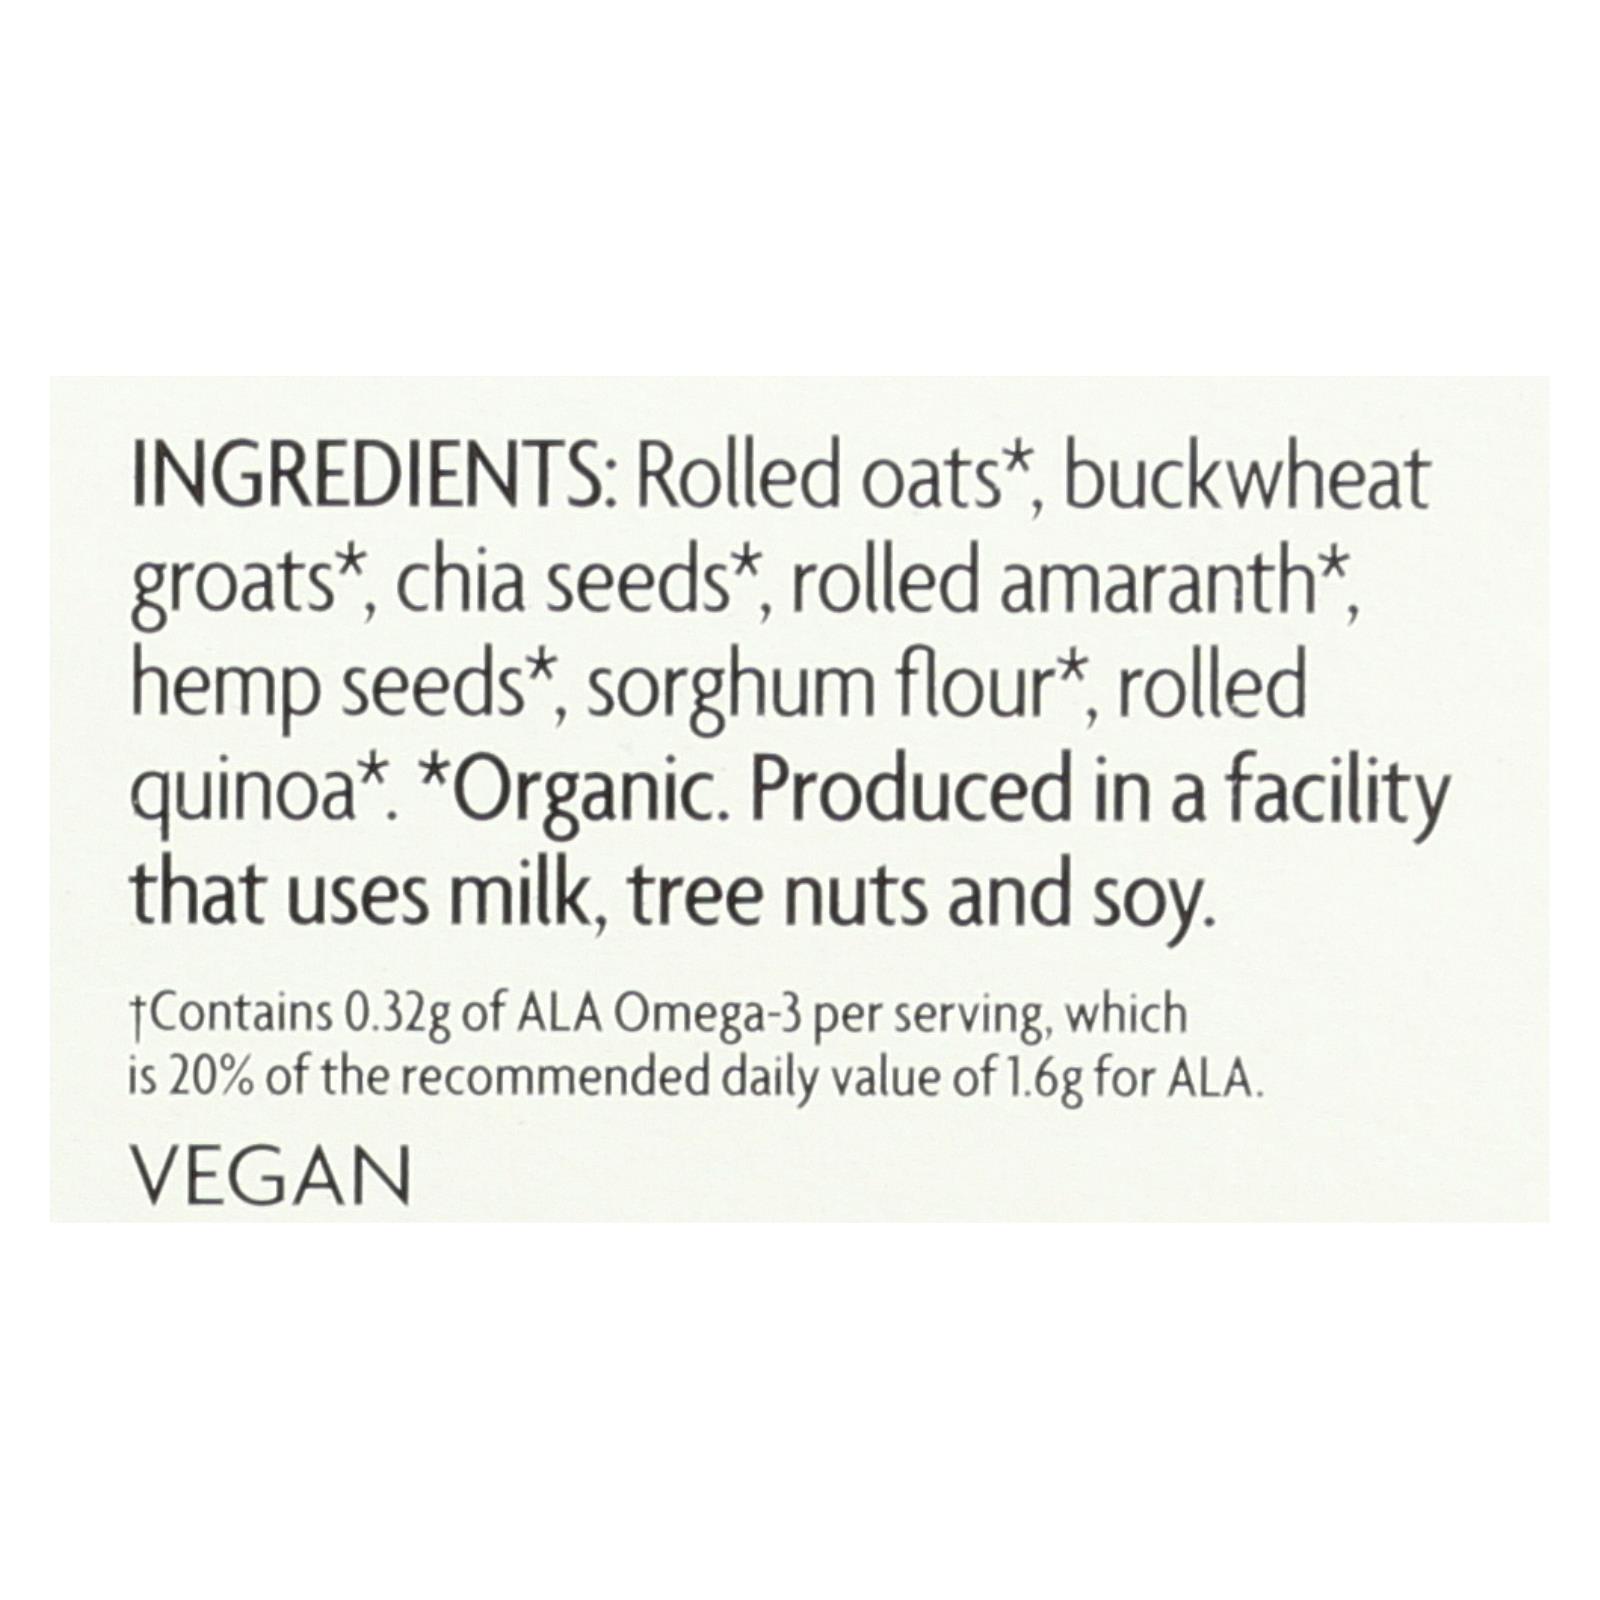 INGREDIENTS: Rolled oats*, buckwheat
groats*, chia seeds*, rolled amaranth*,
hemp seeds*, sorghum flour*, rolled
quinoa*. *Organic. Produced in a facility
that uses milk, tree nuts and soy.
†Contains 0.32g of ALA Omega-3 per serving, which
is 20% of the recommended daily value of 1.6g for ALA.
VEGAN